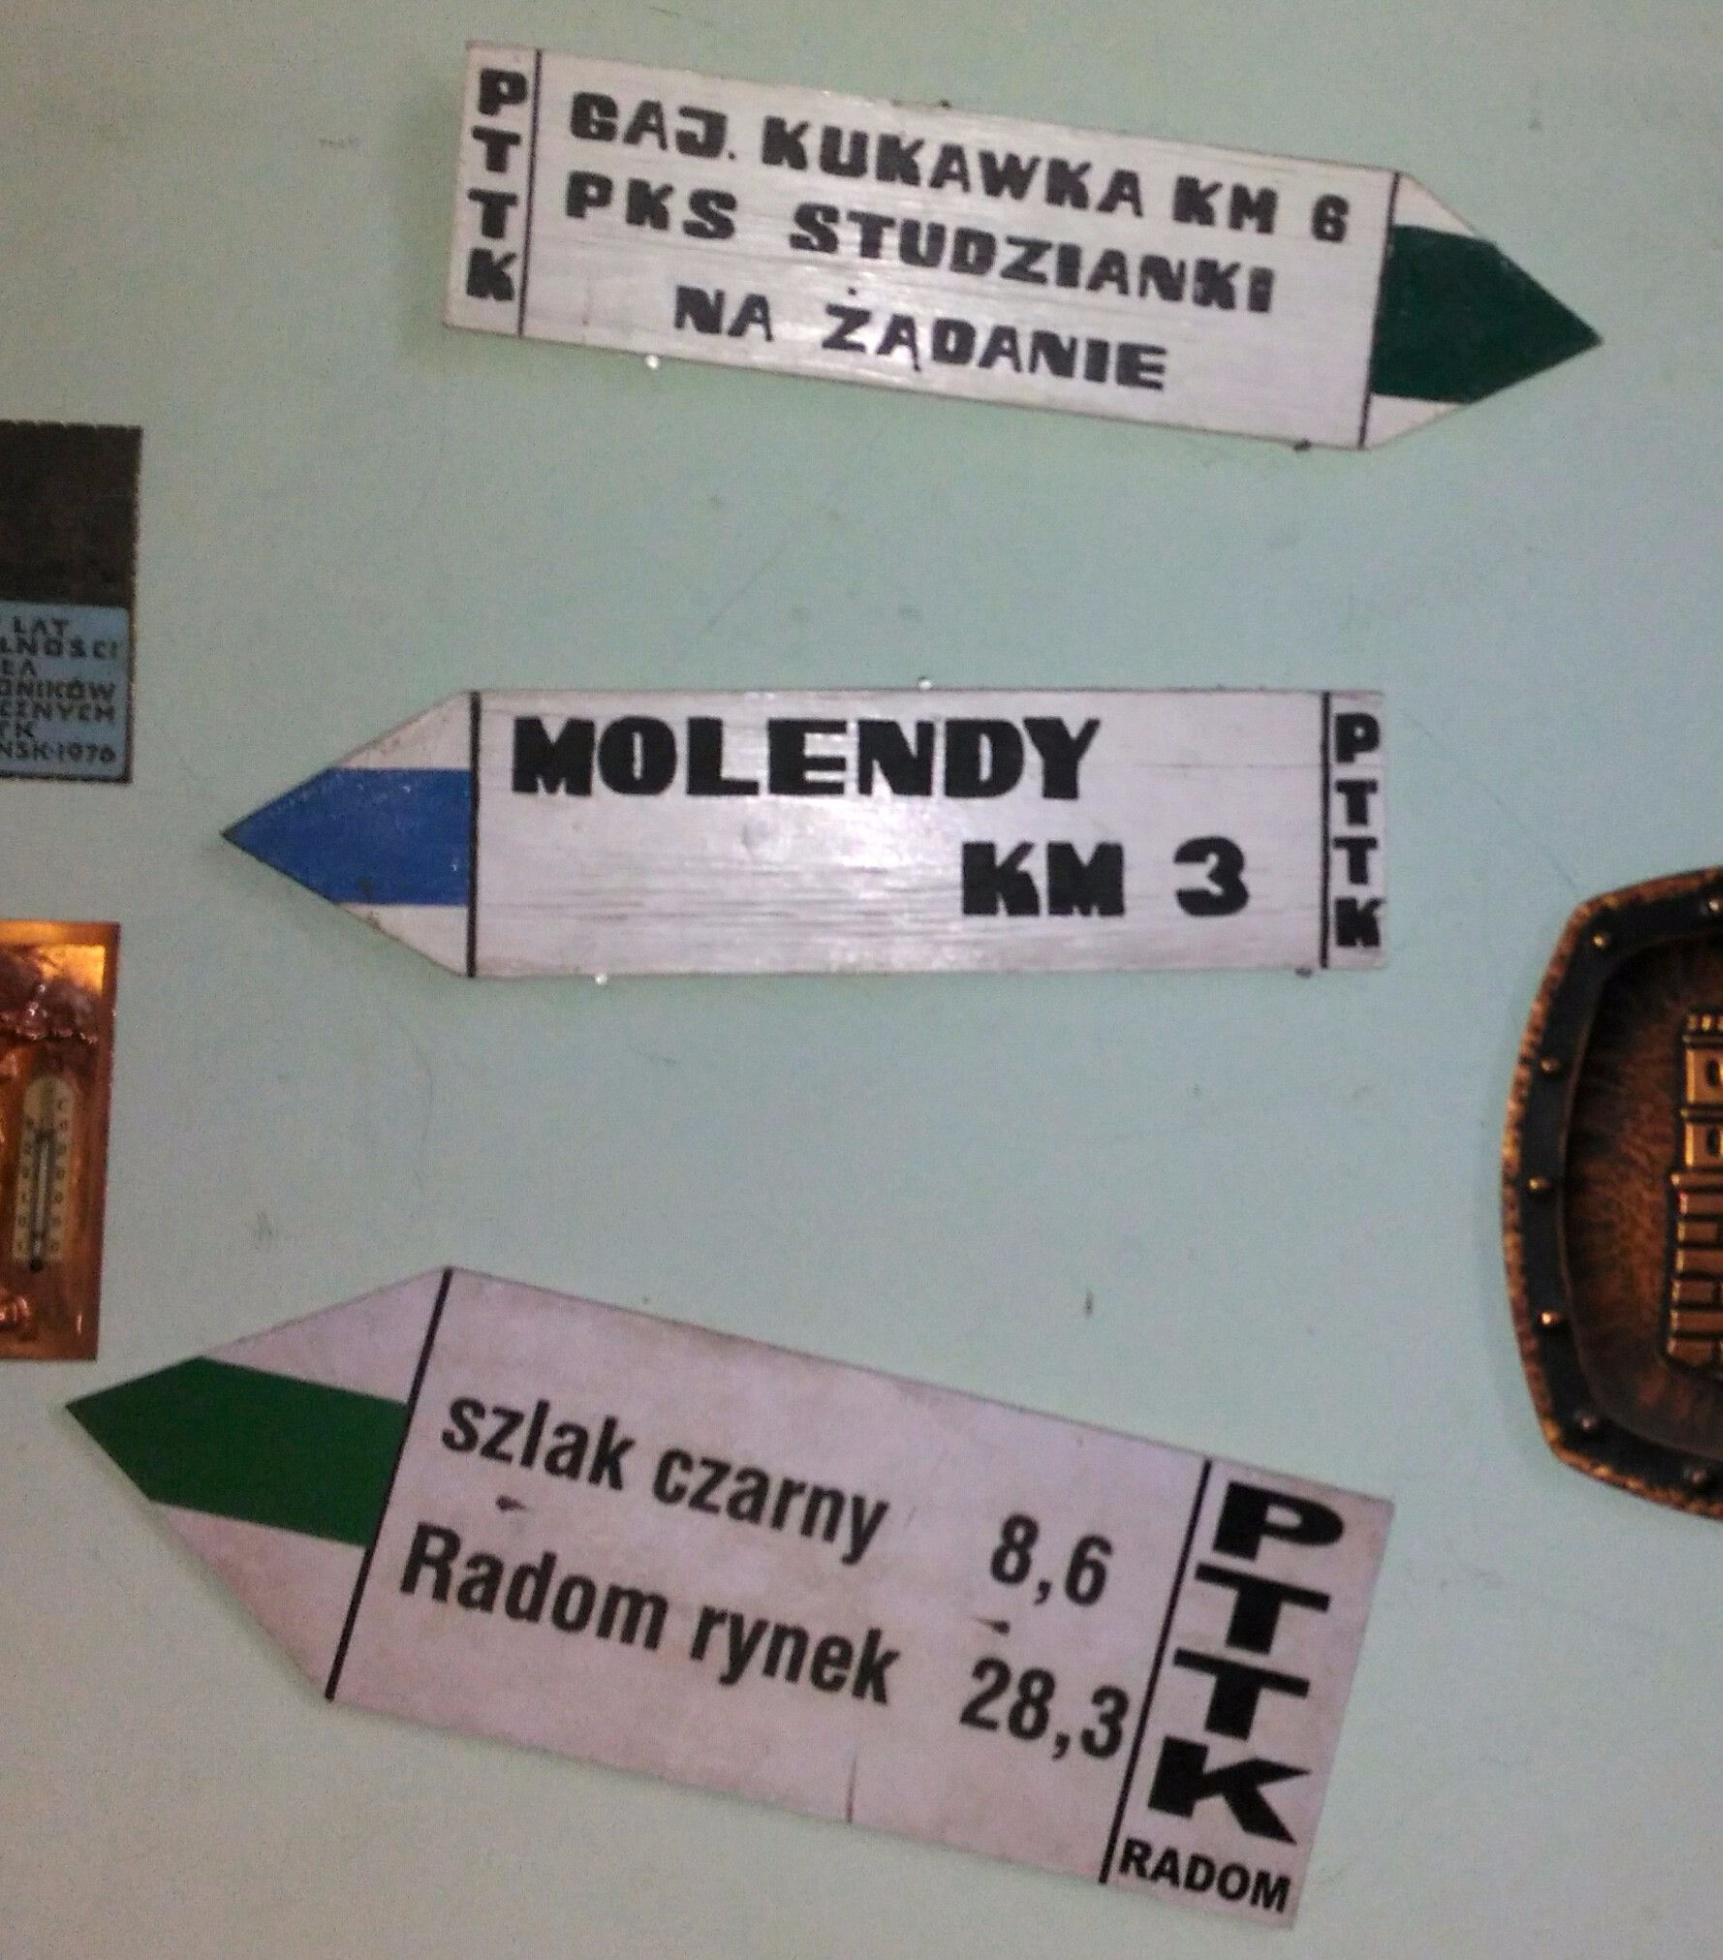 PTTK
GAJ. KUKAWKA KM 6
PKS STUDZIANKI
NA ŻĄDANIE
LAT
MOLENDY
KM 3
PTTK
szlak czarny 8,6
Radom rynek 28,3
PTTK
RADOM